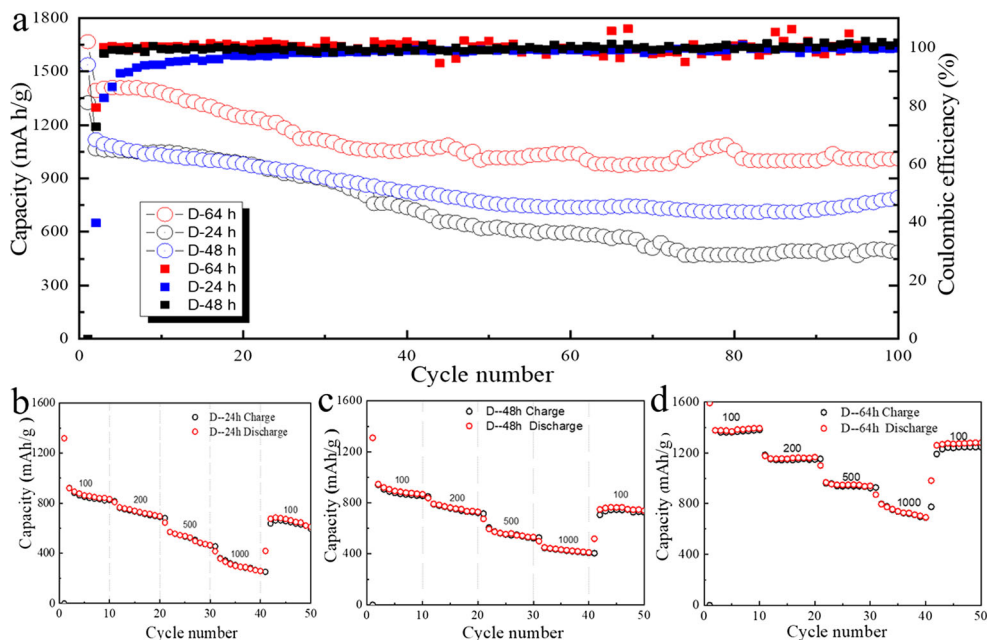 a
1800
1500
1200
900
600
300
0
Capacity (mA h/g)
100
80
60
40
20
0
Coulombic efficiency (%)
D-64 h
D-24 h
D-48 h
D-64 h
D-24 h
D-48 h
0 20 40 60 80 100
Cycle number
b
1600
1200
800
400
0
Capacity (mAh/g)
D--24h Charge
D--24h Discharge
100
200
500
1000
100
0 10 20 30 40 50
Cycle number
c
1600
1200
800
400
0
Capacity (mAh/g)
D--48h Charge
D--48h Discharge
100
200
500
1000
100
0 10 20 30 40 50
Cycle number
d
1600
1200
800
400
0
Capacity (mAh/g)
D--64h Charge
D--64h Discharge
100
200
500
1000
100
0 10 20 30 40 50
Cycle number